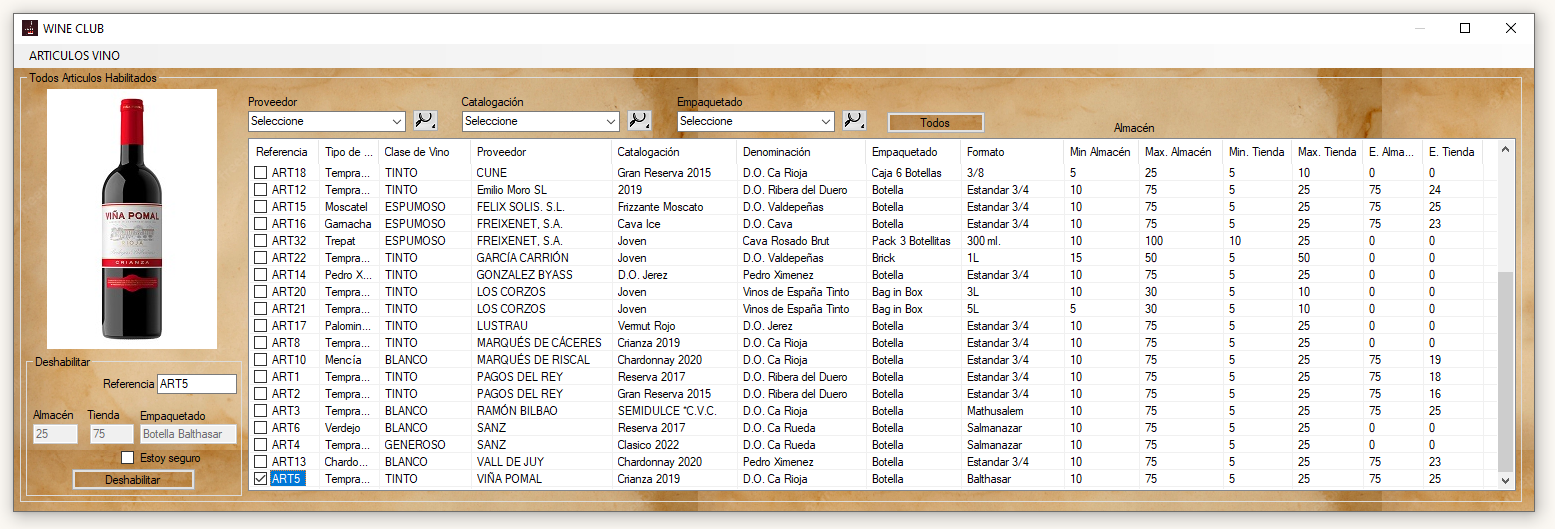 WINE CLUB
ARTICULOS VINO
Todos Articulos Habilitados
Proveedor Catalogación Empaquetado
Seleccione Seleccione Seleccione Todos
Almacén
Referencia Tipo de ... Clase de Vino Proveedor Catalogación Denominación Empaquetado Formato Min Almacén Max. Almacén Min. Tienda Max. Tienda E. Alma... E. Tienda
ART18 Tempra... TINTO CUNE Gran Reserva 2015 D.O. Ca Rioja Caja 6 Botellas 3/8 5 25 5 10 0 0
ART12 Tempra... TINTO Emilio Moro SL 2019 D.O. Ribera del Duero Botella Estandar 3/4 10 75 5 25 75 24
ART15 Moscatel ESPUMOSO FELIX SOLIS. S.L. Frizzante Moscato D.O. Valdepeñas Botella Estandar 3/4 10 75 5 25 75 25
ART16 Garnacha ESPUMOSO FREIXENET, S.A. Cava Ice D.O. Cava Botella Estandar 3/4 10 75 5 25 75 23
ART32 Trepat ESPUMOSO FREIXENET, S.A. Joven Cava Rosado Brut Pack 3 Botellitas 300 ml. 10 100 10 25 0 0
ART22 Tempra... TINTO GARCÍA CARRIÓN Joven D.O. Valdepeñas Brick 1L 15 50 5 50 0 0
ART14 Pedro X... TINTO GONZALEZ BYASS D.O. Jerez Pedro Ximenez Botella Estandar 3/4 10 75 5 25 0 0
ART20 Tempra... TINTO LOS CORZOS Joven Vinos de España Tinto Bag in Box 3L 10 30 5 10 0 0
ART21 Tempra... TINTO LOS CORZOS Joven Vinos de España Tinto Bag in Box 5L 5 30 5 10 0 0
ART17 Palomin... TINTO LUSTRAU Vermut Rojo D.O. Jerez Botella Estandar 3/4 10 75 5 25 0 0
ART8 Tempra... TINTO MARQUÉS DE CÁCERES Crianza 2019 D.O. Ca Rioja Botella Estandar 3/4 10 75 5 25 0 0
ART10 Mencía BLANCO MARQUÉS DE RISCAL Chardonnay 2020 D.O. Ca Rioja Botella Estandar 3/4 10 75 5 25 75 19
ART1 Tempra... TINTO PAGOS DEL REY Reserva 2017 D.O. Ribera del Duero Botella Estandar 3/4 10 75 5 25 75 18
ART2 Tempra... TINTO PAGOS DEL REY Gran Reserva 2015 D.O. Ribera del Duero Botella Estandar 3/4 10 75 5 25 75 16
ART3 Tempra... BLANCO RAMÓN BILBAO SEMIDULCE "C.V.C. D.O. Ca Rioja Botella Mathusalem 10 75 5 25 75 25
ART6 Verdejo BLANCO SANZ Reserva 2017 D.O. Ca Rueda Botella Salmanazar 10 75 5 25 0 0
ART4 Tempra... GENEROSO SANZ Clasico 2022 D.O. Ca Rueda Botella Salmanazar 10 75 5 25 0 0
ART13 Chardo... BLANCO VALL DE JUY Chardonnay 2020 Pedro Ximenez Botella Estandar 3/4 10 75 5 25 75 23
ART5 Tempra... TINTO VIÑA POMAL Crianza 2019 D.O. Ca Rioja Botella Balthasar 10 75 5 25 75 25
VIÑA POMAL
RIOJA
CRIANZA
Deshabilitar
Referencia ART5
Almacén Tienda Empaquetado
25 75 Botella Balthasar
Estoy seguro
Deshabilitar